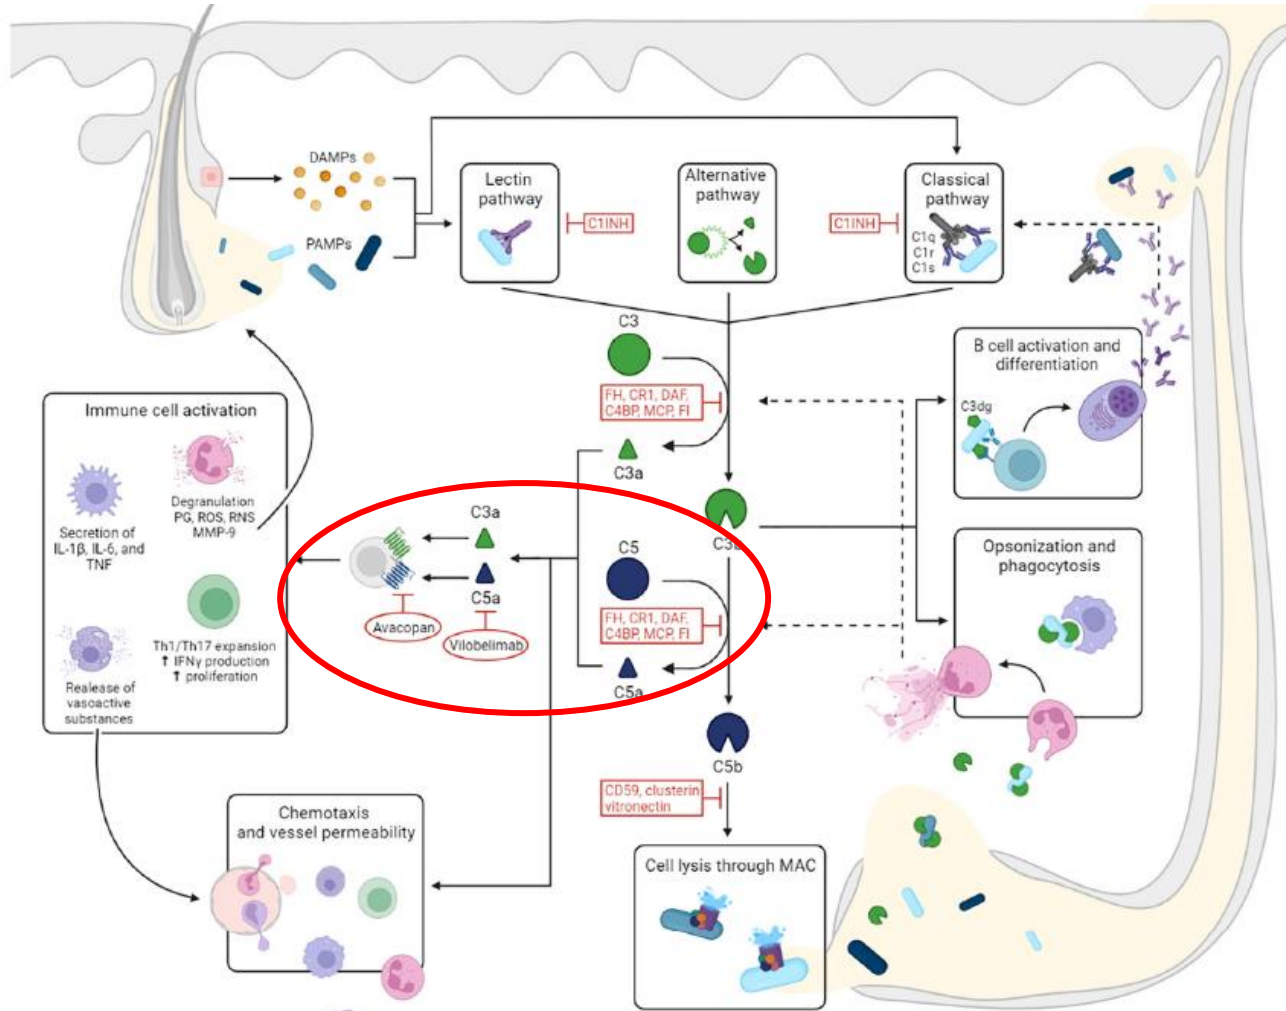 DAMPs
PAMPs
Lectin
pathway
C1INH
Alternative
pathway
C1INH
Classical
pathway
C1q
C1r
C1s
C3
FH, CR1, DAF,
C4BP, MCP, FI
C3a
C3b
B cell activation and
differentiation
C3dg
Immune cell activation
Degranulation
PG, ROS, RNS
MMP-9
Secretion of
IL-1β, IL-6, and
TNF
Th1/Th17 expansion
↑ IFNγ production
↑ proliferation
Realease of
vasoactive
substances
C3a
C5a
Avacopan
Vilobelimab
C5
FH, CR1, DAF,
C4BP, MCP, FI
C5a
Opsonization and
phagocytosis
C5b
CD59, clusterin
vitronectin
Chemotaxis
and vessel permeability
Cell lysis through MAC